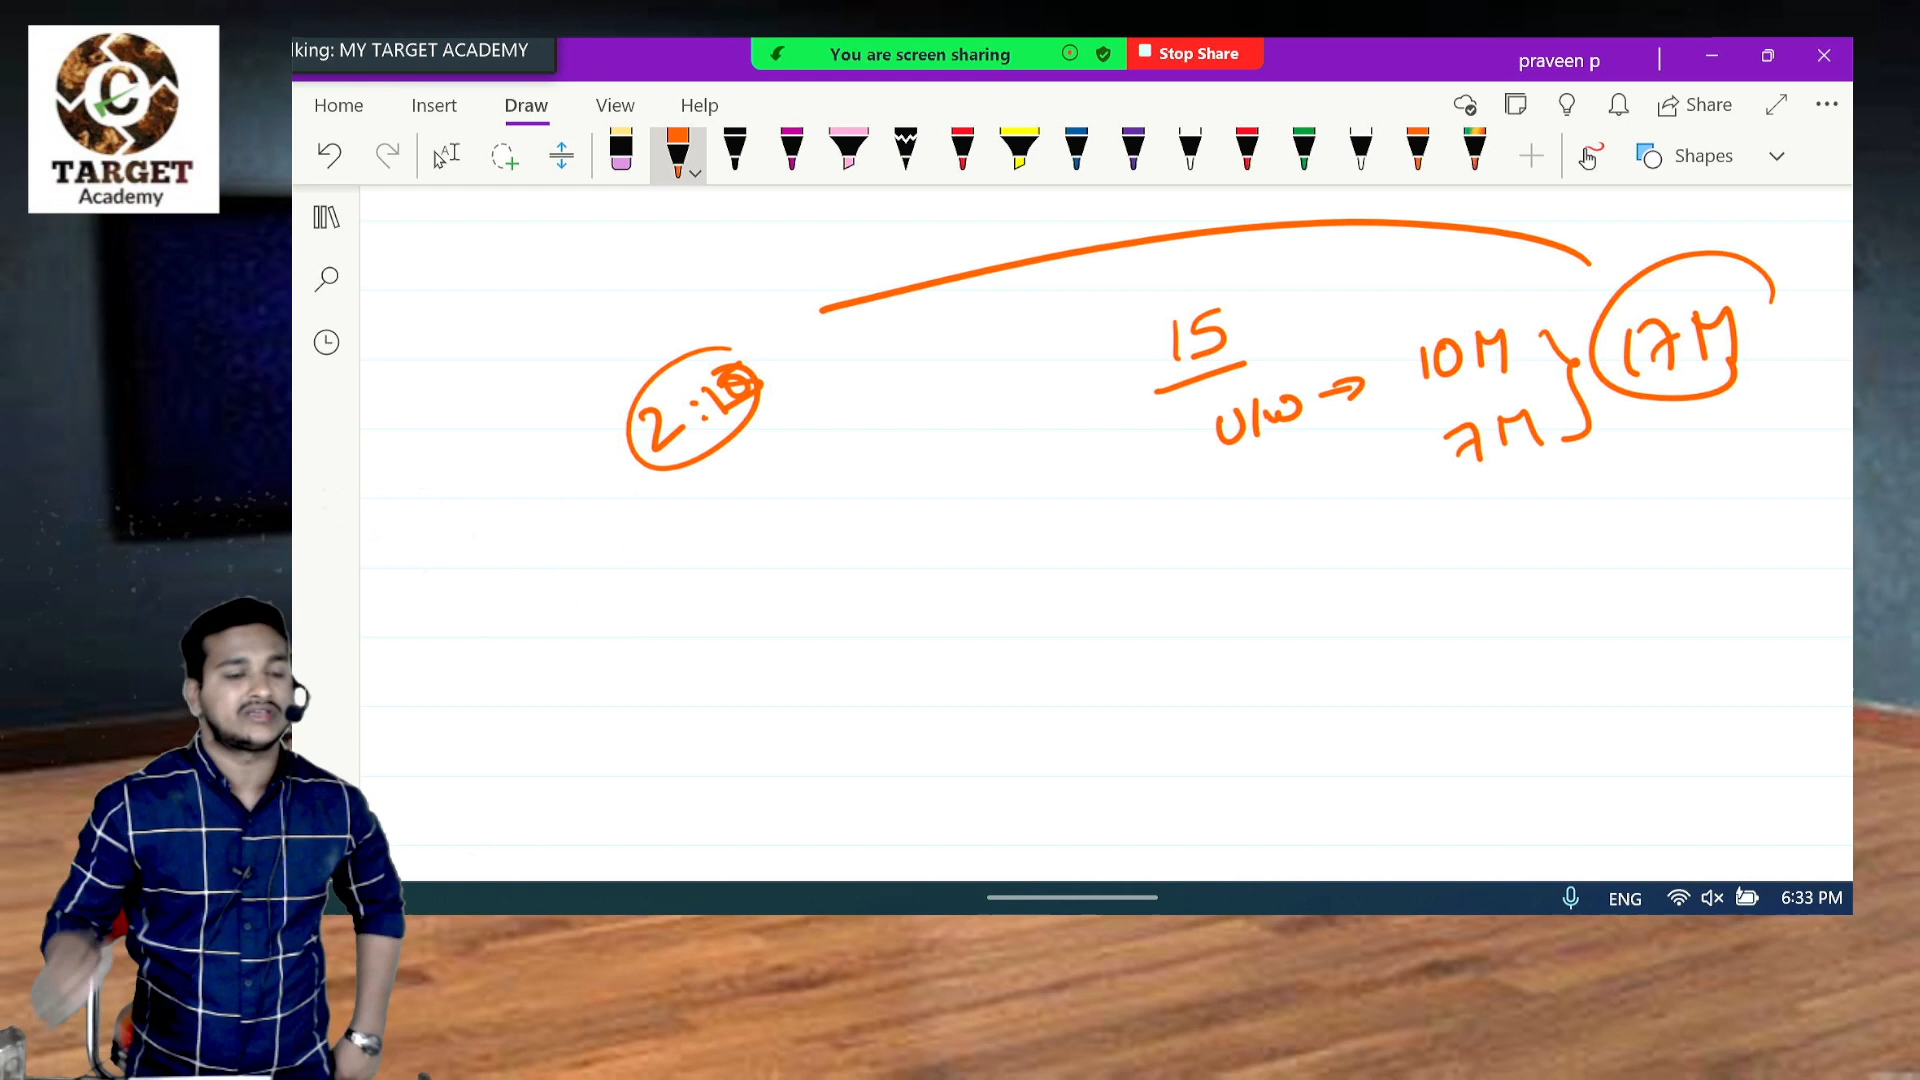 TARGET
Academy
lking: MY TARGET ACADEMY
You are screen sharing
Stop Share
praveen p
Home Insert Draw View Help
Share
Shapes
15
U/W → 10M
7M
17M
ENG
6:33 PM